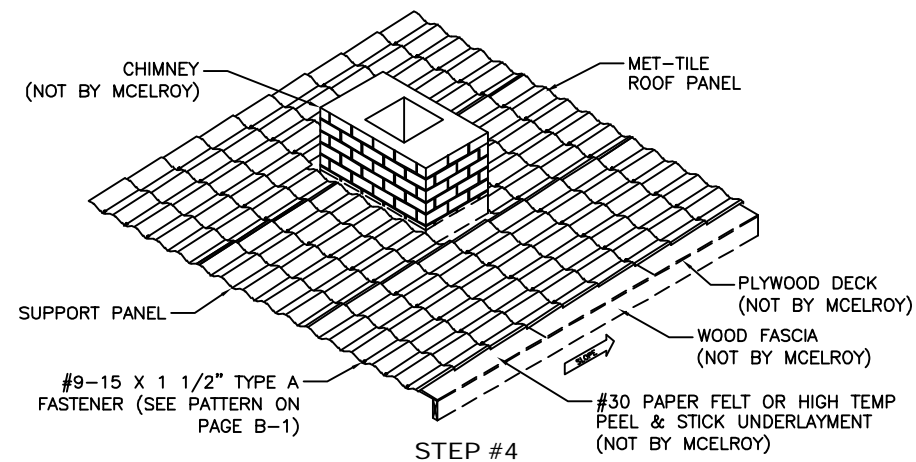 CHIMNEY
(NOT BY MCELROY)
MET-TILE
ROOF PANEL
SUPPORT PANEL
PLYWOOD DECK
(NOT BY MCELROY)
WOOD FASCIA
(NOT BY MCELROY)
SLOPE
#9-15 X 1 1/2" TYPE A
FASTENER (SEE PATTERN ON
PAGE B-1)
#30 PAPER FELT OR HIGH TEMP
PEEL & STICK UNDERLAYMENT
(NOT BY MCELROY)
STEP #4